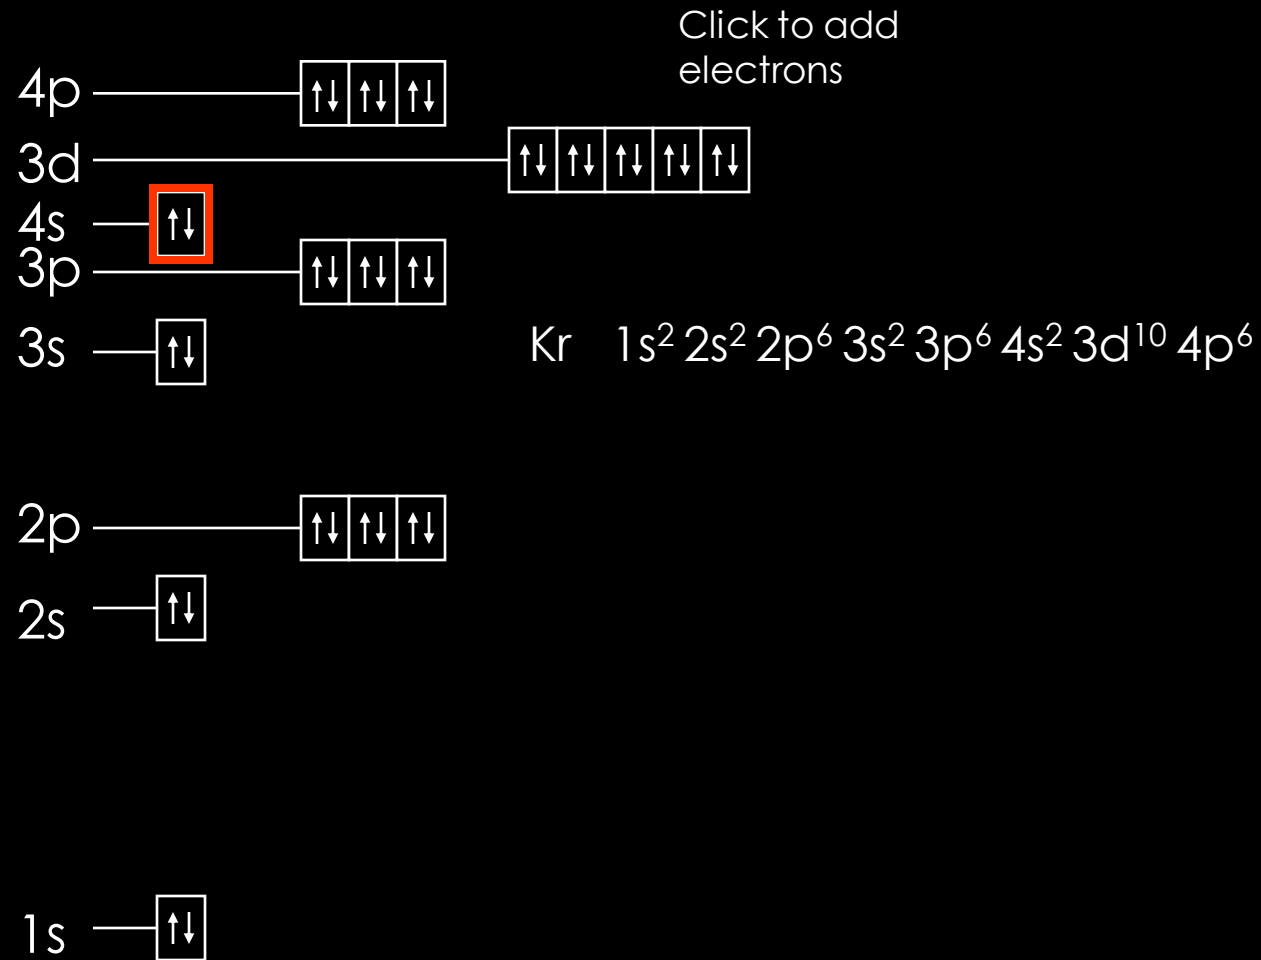 Click to add
electrons
4p
3d
4s
3p
3s
Kr 1s² 2s² 2p⁶ 3s² 3p⁶ 4s² 3d¹⁰ 4p⁶
2p
2s
1s